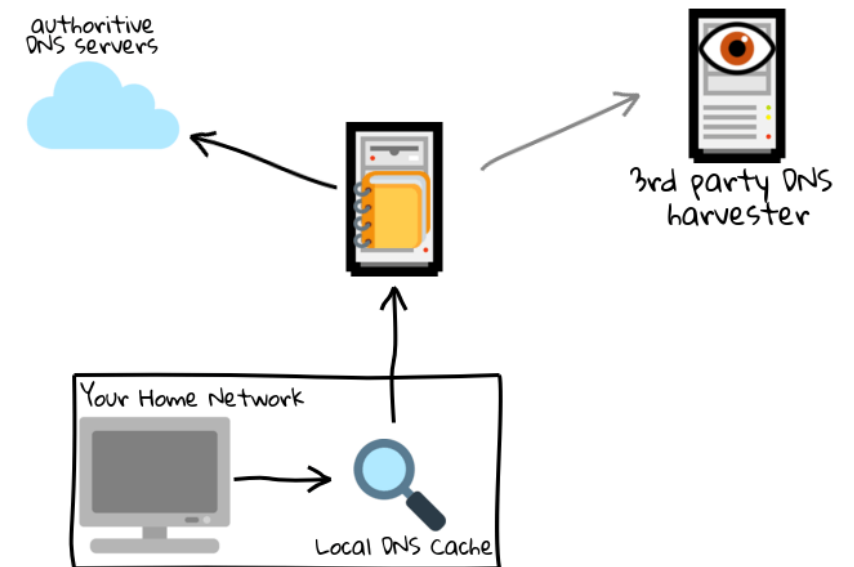 authoritive
DNS servers
3rd party DNS
harvester
Your Home Network
Local DNS Cache